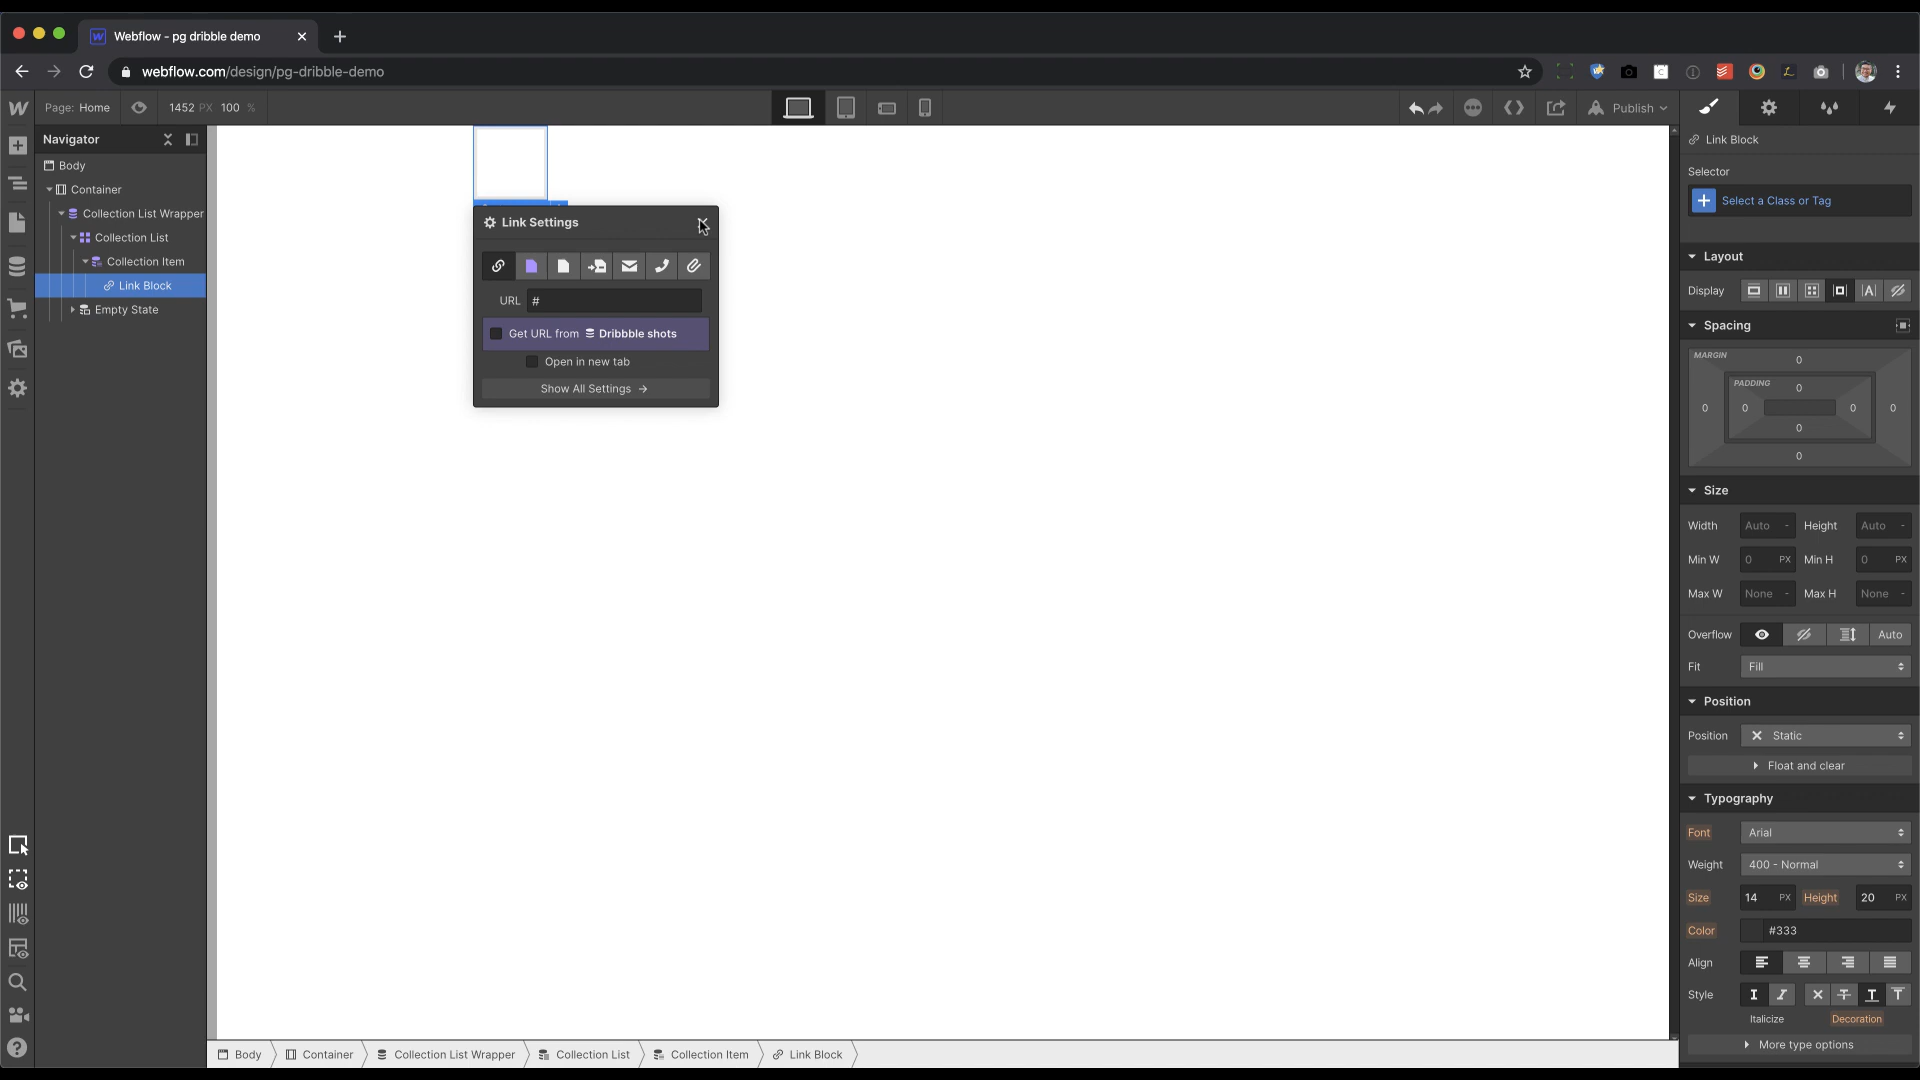 Webflow - pg dribble demo
webflow.com/design/pg-dribble-demo
Page: Home
1452 PX 100 %
Publish
Navigator
Body
Container
Collection List Wrapper
Collection List
Collection Item
Link Block
Empty State
Link Settings
URL #
Get URL from Dribbble shots
Open in new tab
Show All Settings
Link Block
Selector
Select a Class or Tag
Layout
Display
Spacing
MARGIN
0
PADDING
0
0 0 0 0
0
0
Size
Width Auto - Height Auto -
Min W 0 PX Min H 0 PX
Max W None - Max H None -
Overflow Auto
Fit Fill
Position
Position Static
Float and clear
Typography
Font Arial
Weight 400 - Normal
Size 14 PX Height 20 PX
Color #333
Align
Style
Italicize Decoration
More type options
Body Container Collection List Wrapper Collection List Collection Item Link Block